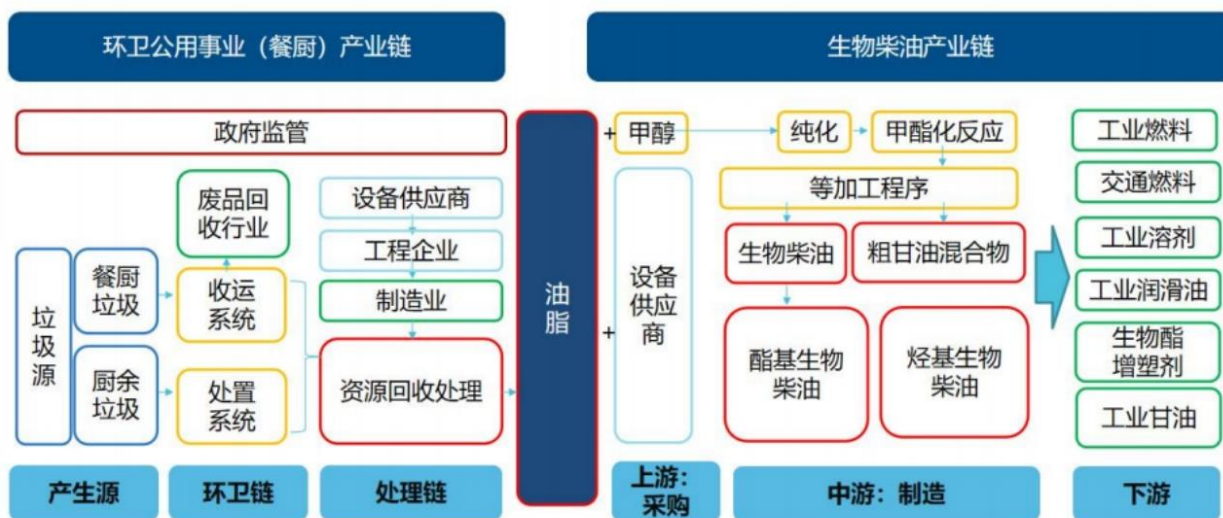 环卫公用事业（餐厨）产业链
生物柴油产业链
政府监管
废品回
收行业
设备供应商
工程企业
制造业
垃
圾
源
餐厨
垃圾
收运
系统
厨余
垃圾
处置
系统
资源回收处理
产生源
环卫链
处理链
油
脂
+
甲醇
纯化
甲酯化反应
等加工程序
+
设备
供应
商
生物柴油
粗甘油混合物
酯基生物
柴油
烃基生物
柴油
上游：
采购
中游：制造
工业燃料
交通燃料
工业溶剂
工业润滑油
生物酯
增塑剂
工业甘油
下游